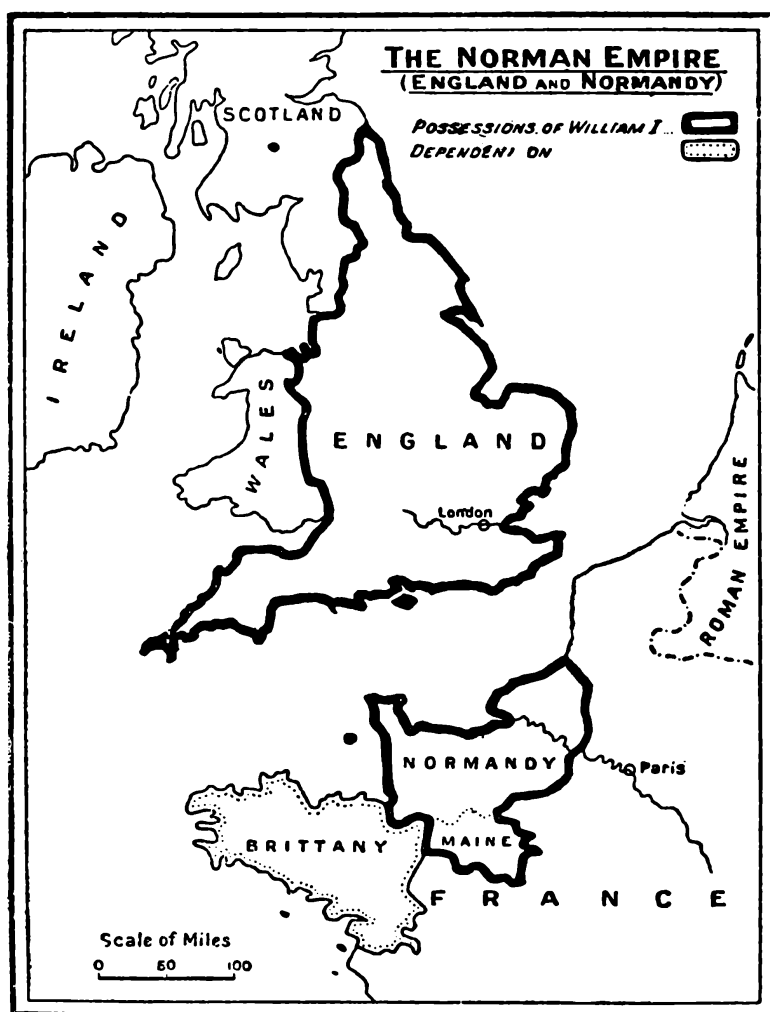 THE NORMAN EMPIRE
(ENGLAND AND NORMANDY)
POSSESSIONS OF WILLIAM I...
DEPENDENT ON
SCOTLAND
IRELAND
WALES
ENGLAND
London
ROMAN EMPIRE
NORMANDY
Paris
BRITTANY
MAINE
FRANCE
Scale of Miles
0 50 100